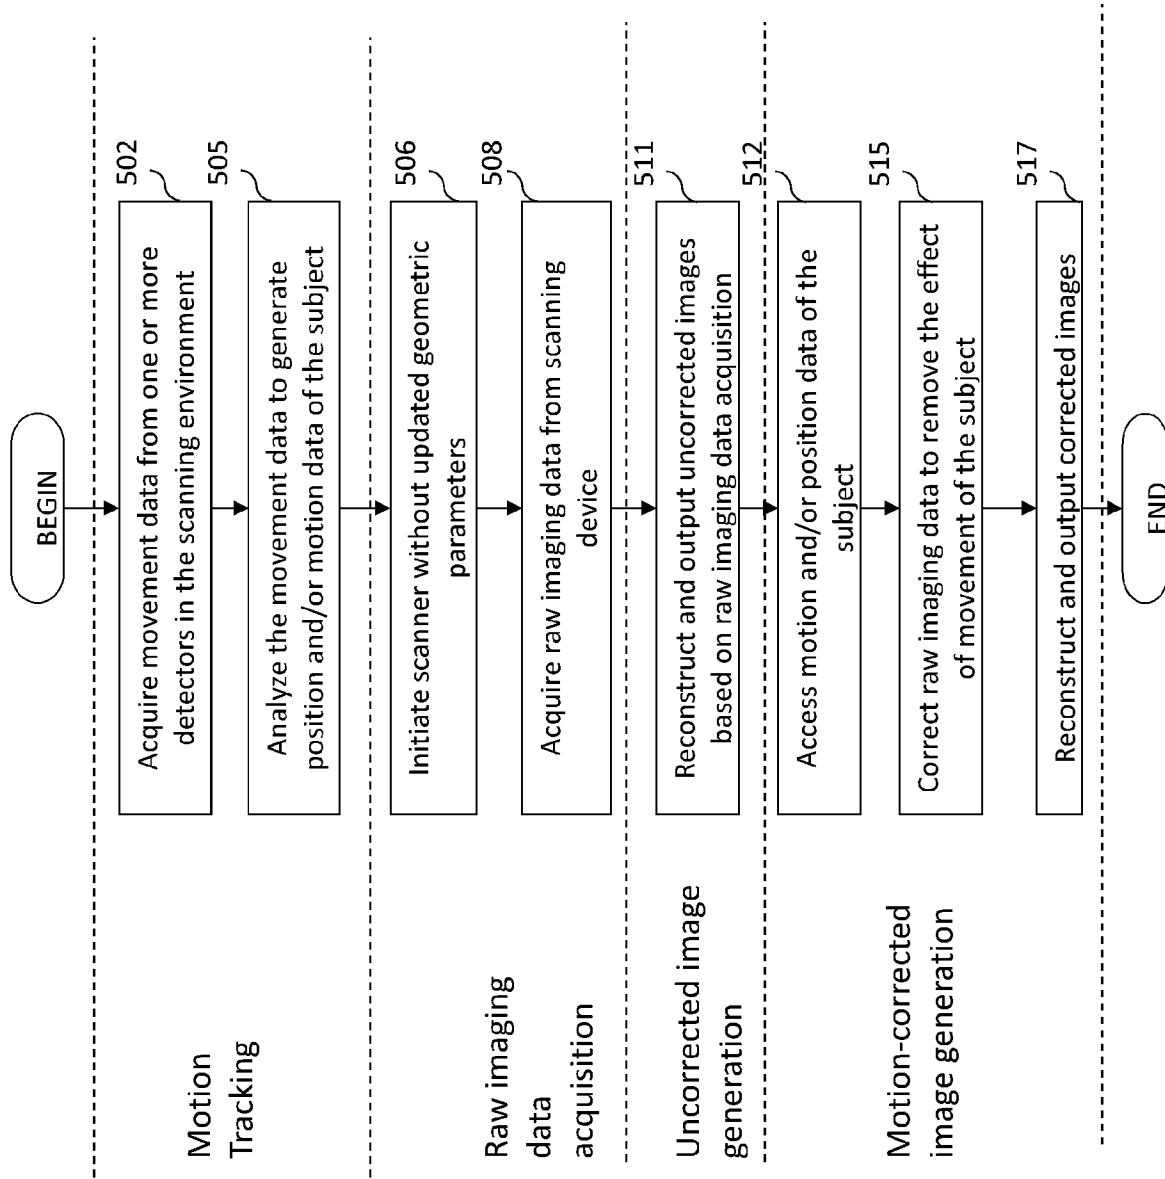 BEGIN
Motion
Tracking
502
Acquire movement data from one or more
detectors in the scanning environment
505
Analyze the movement data to generate
position and/or motion data of the subject
Raw imaging
data
acquisition
506
Initiate scanner without updated geometric
parameters
508
Acquire raw imaging data from scanning
device
Uncorrected image
generation
511
Reconstruct and output uncorrected images
based on raw imaging data acquisition
Motion-corrected
image generation
512
Access motion and/or position data of the
subject
515
Correct raw imaging data to remove the effect
of movement of the subject
517
Reconstruct and output corrected images
END